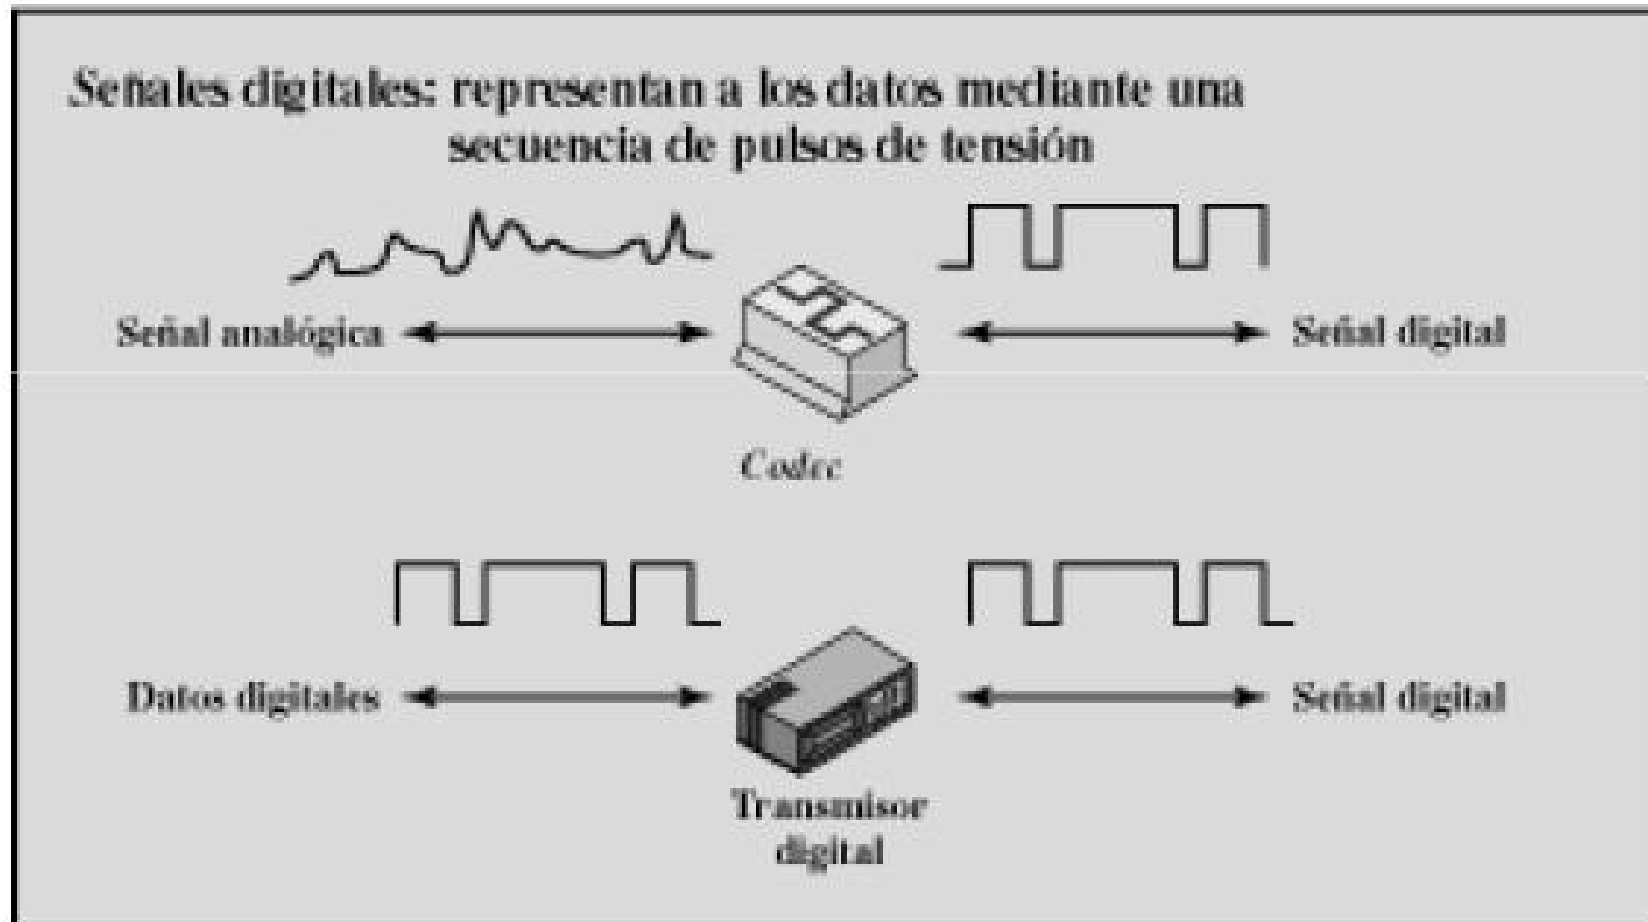 Señales digitales: representan a los datos mediante una
secuencia de pulsos de tensión
Señal analógica
Señal digital
Codec
Datos digitales
Señal digital
Transmisor
digital